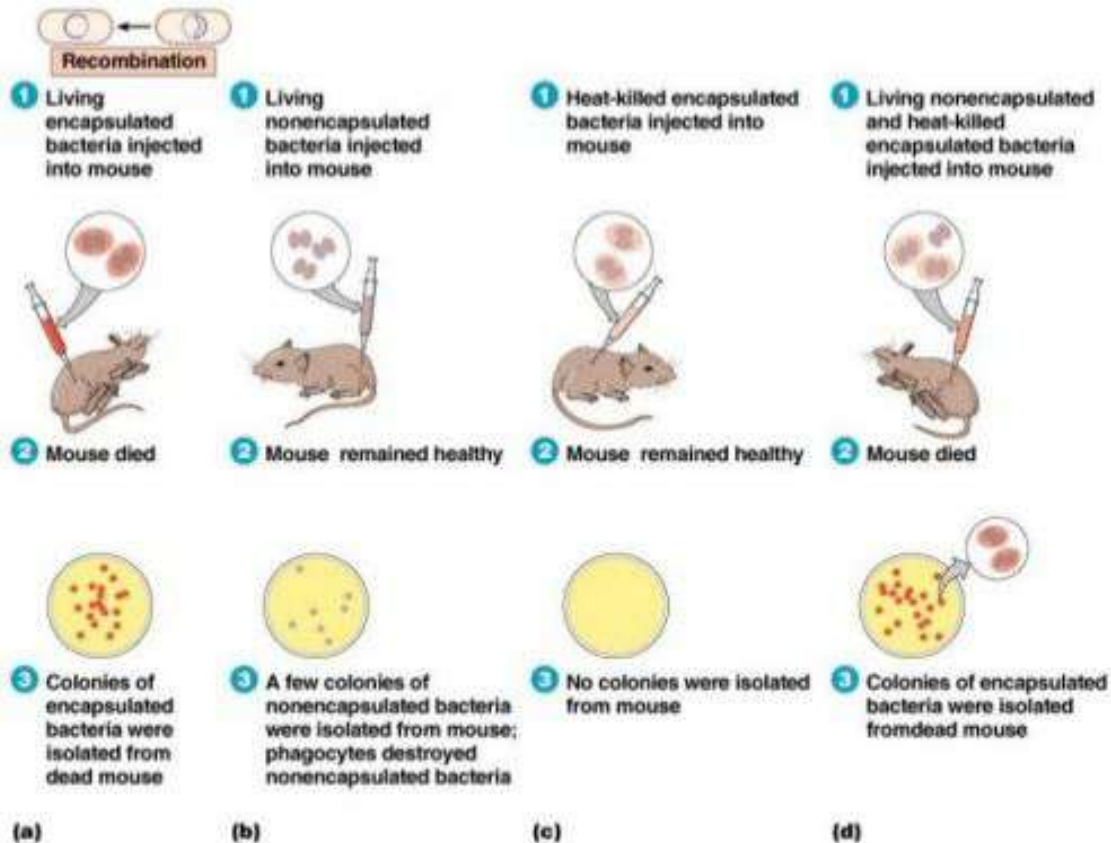 Recombination
1 Living
encapsulated
bacteria injected
into mouse
1 Living
nonencapsulated
bacteria injected
into mouse
1 Heat-killed encapsulated
bacteria injected into
mouse
1 Living nonencapsulated
and heat-killed
encapsulated bacteria
injected into mouse
2 Mouse died
2 Mouse remained healthy
2 Mouse remained healthy
2 Mouse died
3 Colonies of
encapsulated
bacteria were
isolated from
dead mouse
3 A few colonies of
nonencapsulated bacteria
were isolated from mouse;
phagocytes destroyed
nonencapsulated bacteria
3 No colonies were isolated
from mouse
3 Colonies of encapsulated
bacteria were isolated
fromdead mouse
(a)
(b)
(c)
(d)